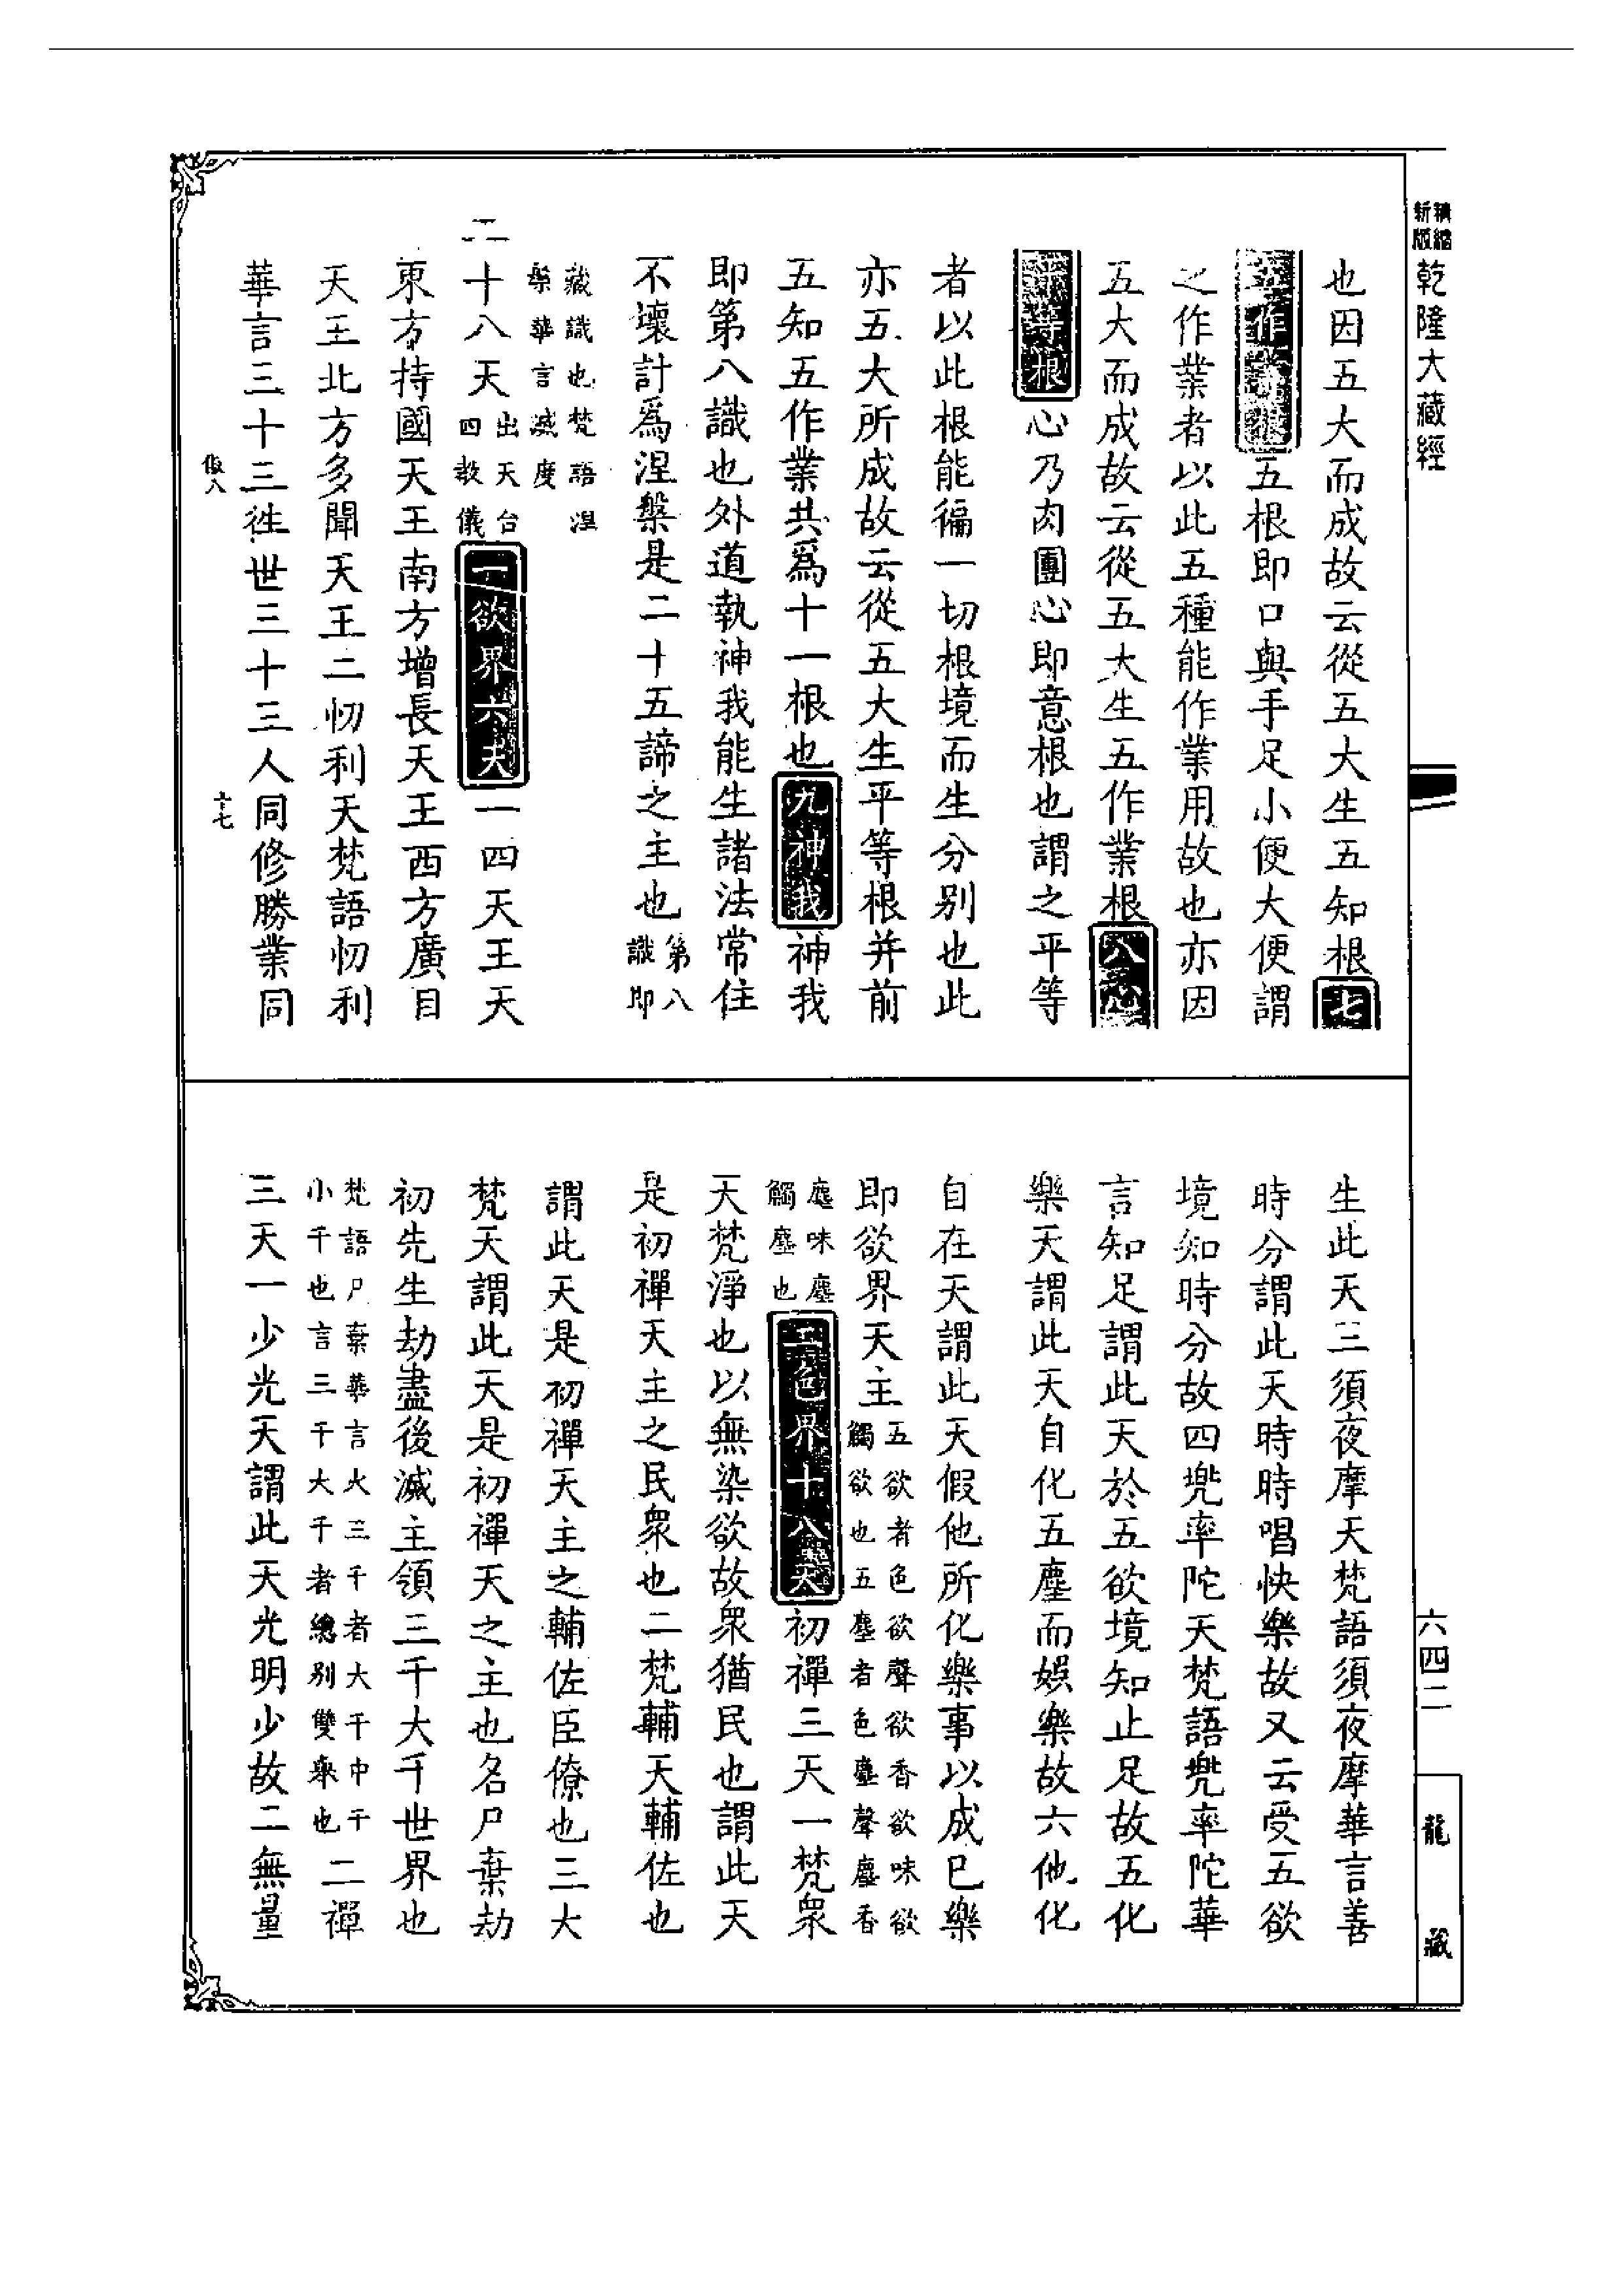 新版精縮
乾隆大藏經
也因五大而成故云從五大生五知根七
五作業根五根即口與手足小便大便謂
之作業者以此五種能作業用故也亦因
五大而成故云從五大生五作業根八心
平等根心乃肉團心即意根也謂之平等
者以此根能徧一切根境而生分别也此
亦五大所成故云從五大生平等根并前
五知五作業共爲十一根也九神我神我
即第八識也外道執神我能生諸法常住
不壞計爲涅槃是二十五諦之主也第八識即
藏識也梵語涅槃華言滅度
二十八天出天台四教儀一欲界六天一四天王天
東方持國天王南方增長天王西方廣目
天王北方多聞天王二忉利天梵語忉利
華言三十三徃世三十三人同修勝業同
生此天三須夜摩天梵語須夜摩華言善
時分謂此天時時唱快樂故又云受五欲
境知時分故四兠率陀天梵語兠率陀華
言知足謂此天於五欲境知止足故五化
樂天謂此天自化五塵而娛樂故六他化
自在天謂此天假他所化樂事以成已樂
即欲界天主五欲者色欲聲欲香欲味欲觸欲也五塵者色塵聲塵香
塵味塵觸塵也二色界十八天初禪三天一梵衆
天梵淨也以無染欲故衆猶民也謂此天
是初禪天主之民衆也二梵輔天輔佐也
謂此天是初禪天主之輔佐臣僚也三大
梵天謂此天是初禪天之主也名尸棄劫
初先生劫盡後滅主領三千大千世界也
梵語尸棄華言火三千者大千中千小千也言三千大千者總别雙舉也二禪
三天一少光天謂此天光明少故二無量
六四二
龍藏